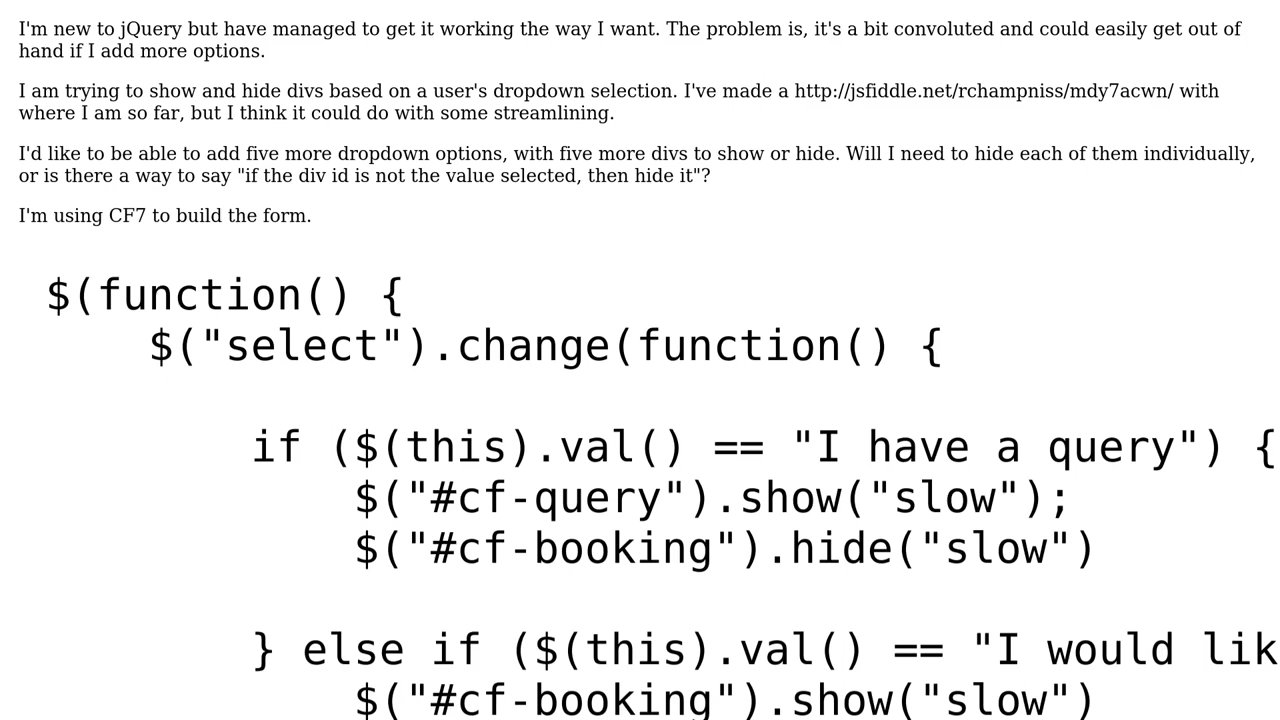 I'm new to jQuery but have managed to get it working the way I want. The problem is, it's a bit convoluted and could easily get out of
hand if I add more options.
I am trying to show and hide divs based on a user's dropdown selection. I've made a http://jsfiddle.net/rchampniss/mdy7acwn/ with
where I am so far, but I think it could do with some streamlining.
I'd like to be able to add five more dropdown options, with five more divs to show or hide. Will I need to hide each of them individually,
or is there a way to say "if the div id is not the value selected, then hide it"?
I'm using CF7 to build the form.
$(function() {
$("select").change(function() {
if ($(this).val() == "I have a query") {
$("#cf-query").show("slow");
$("#cf-booking").hide("slow")
} else if ($(this).val() == "I would lik
$("#cf-booking").show("slow")